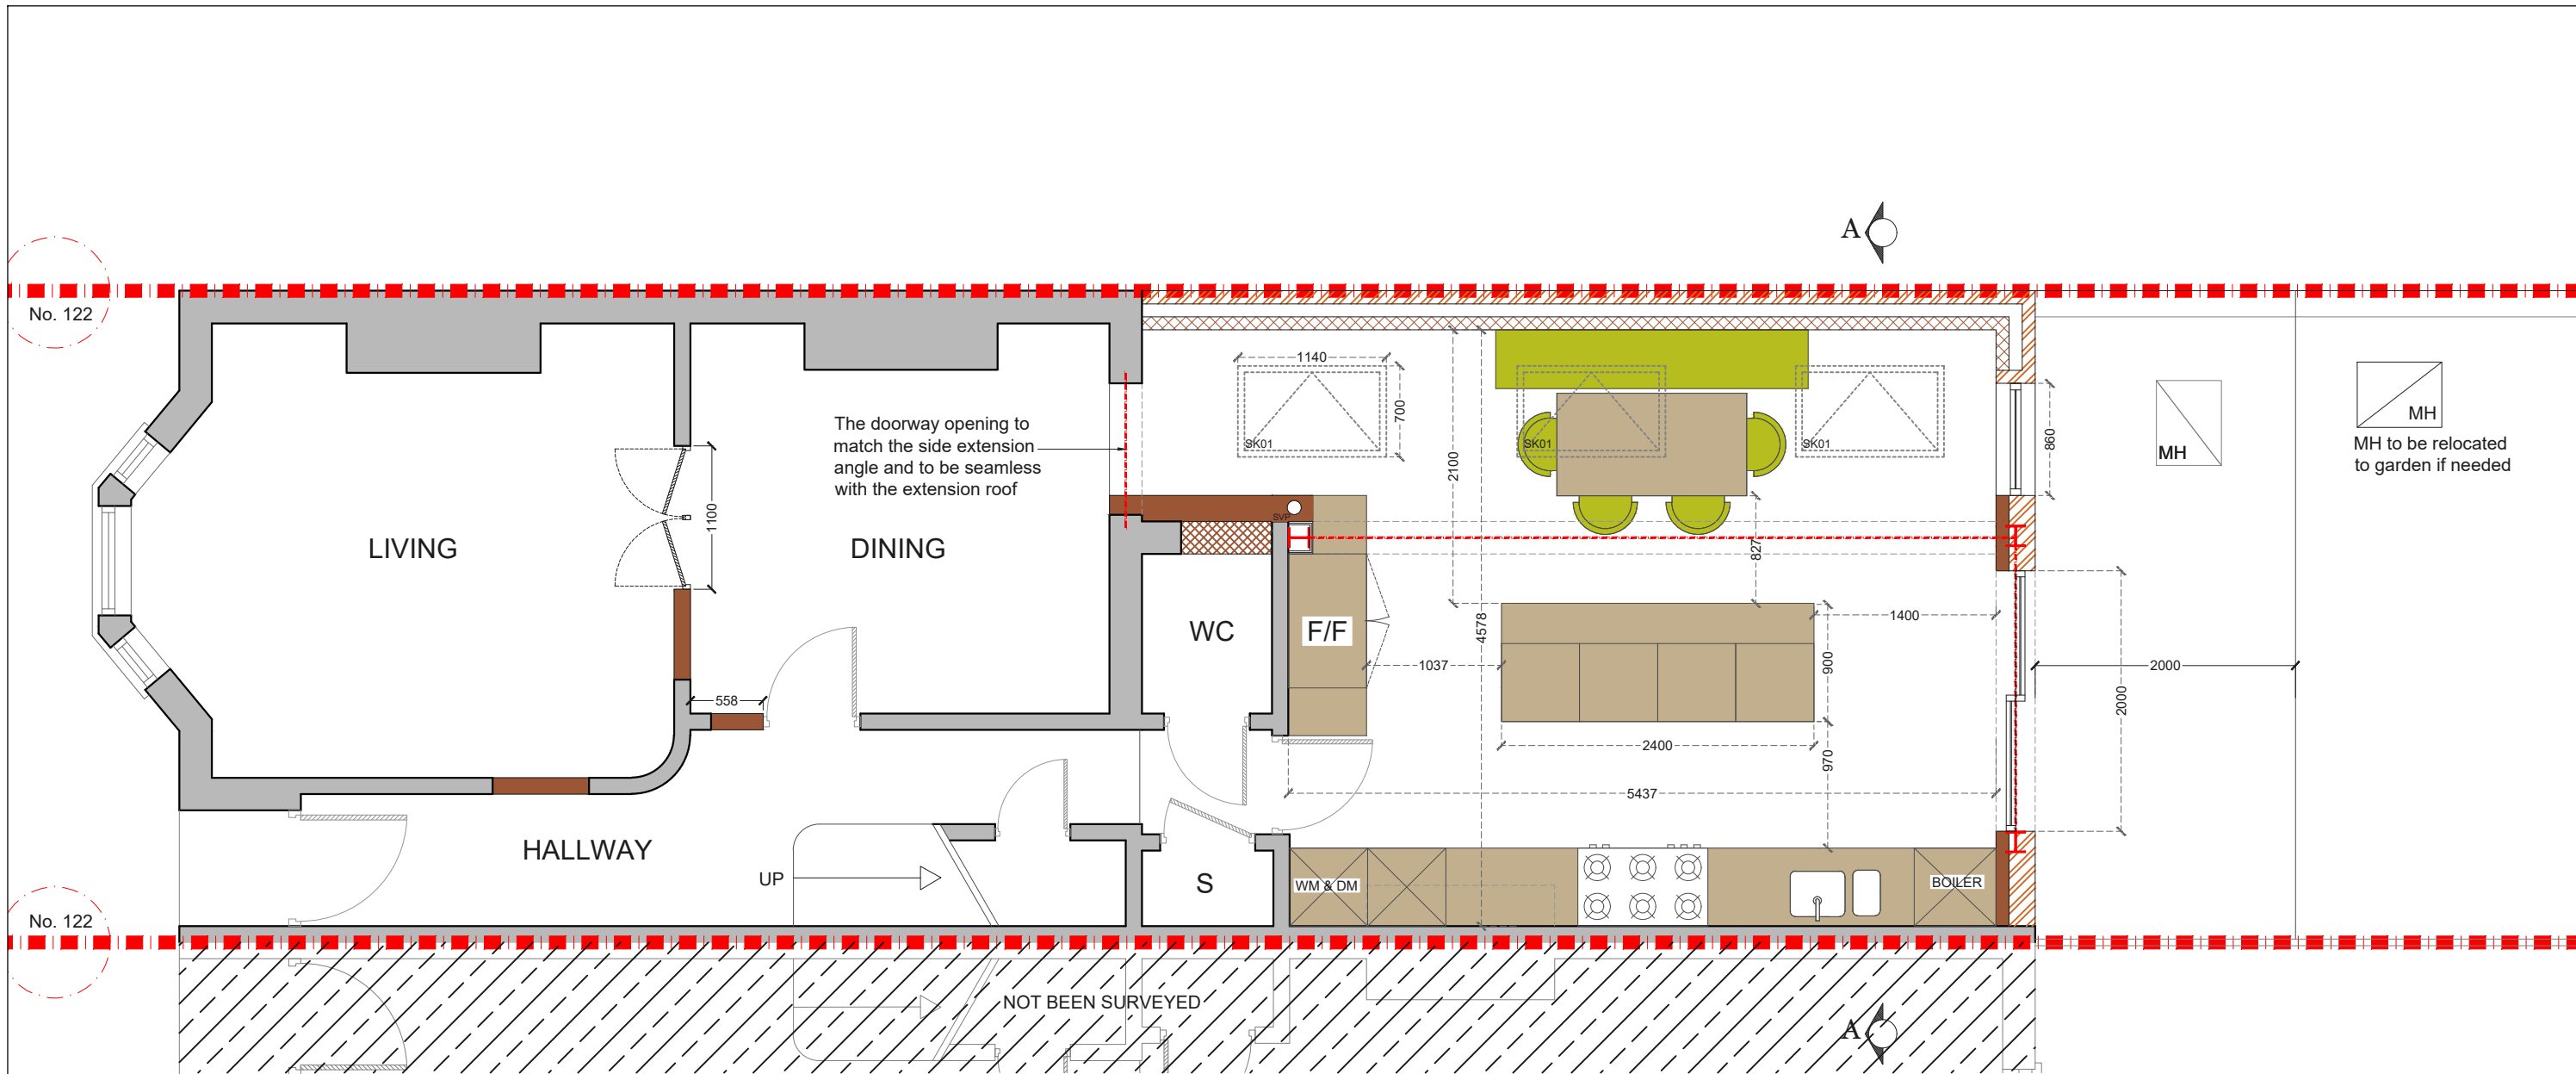 A
No. 122
1140
700
SK01
SK01
SK01
The doorway opening to
match the side extension
angle and to be seamless
with the extension roof
2100
860
MH
MH
MH to be relocated
to garden if needed
1100
LIVING
DINING
SVP
827
WC
F/F
4578
1400
1037
900
2000
2000
558
2400
970
5437
HALLWAY
UP
S
WM & DM
BOILER
No. 122
NOT BEEN SURVEYED
A